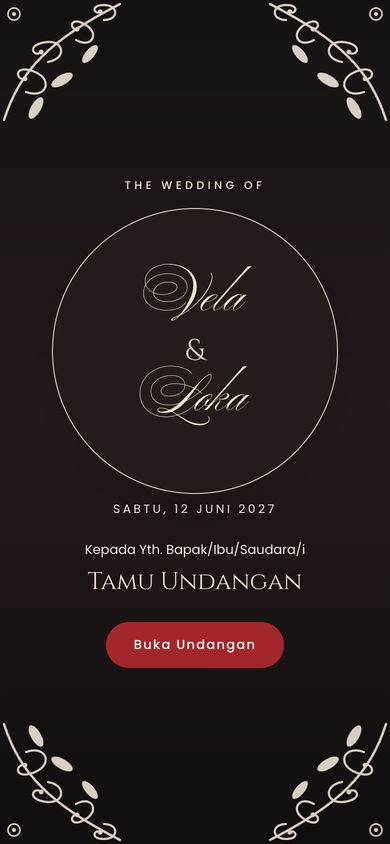 THE WEDDING OF
Vela
&
Loka
SABTU, 12 JUNI 2027
Kepada Yth. Bapak/Ibu/Saudara/i
Tamu Undangan
Buka Undangan